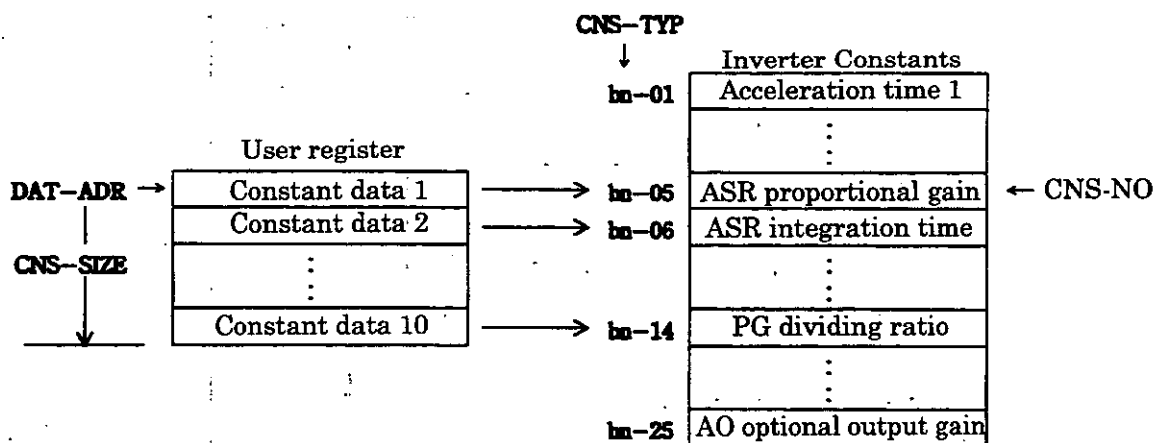 CNS-TYP
Inverter Constants
bn-01 Acceleration time 1
User register
DAT-ADR Constant data 1 bn-05 ASR proportional gain CNS-NO
Constant data 2 bn-06 ASR integration time
CNS-SIZE
Constant data 10 bn-14 PG dividing ratio
bn-25 AO optional output gain